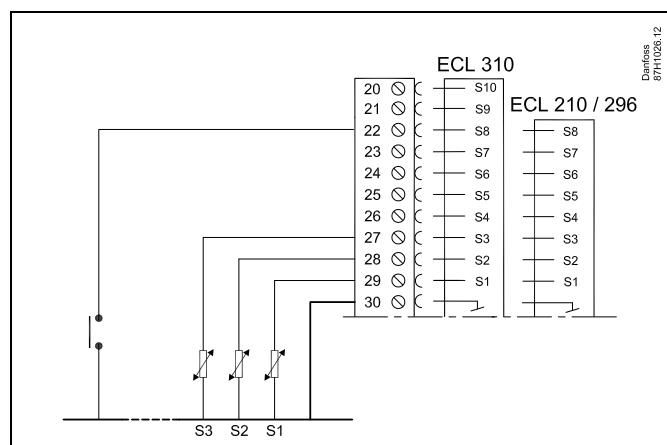 Danfoss
87H1026.12
ECL 310
ECL 210 / 296
20 S10
21 S9
22 S8 S8
23 S7 S7
24 S6 S6
25 S5 S5
26 S4 S4
27 S3 S3
28 S2 S2
29 S1 S1
30
S3 S2 S1